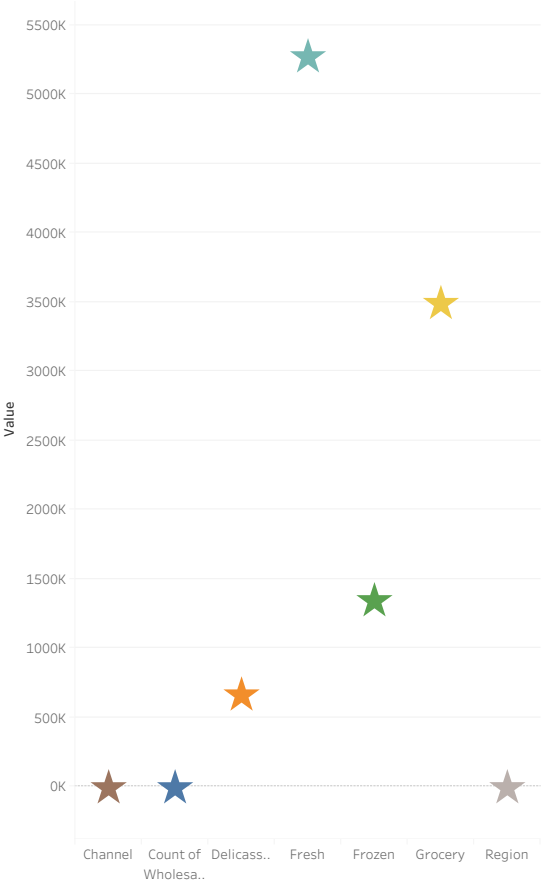 5500K
5000K
4500K
4000K
3500K
3000K
2500K
2000K
1500K
1000K
500K
0K
Value
Channel
Count of
Wholesa..
Delicass..
Fresh
Frozen
Grocery
Region